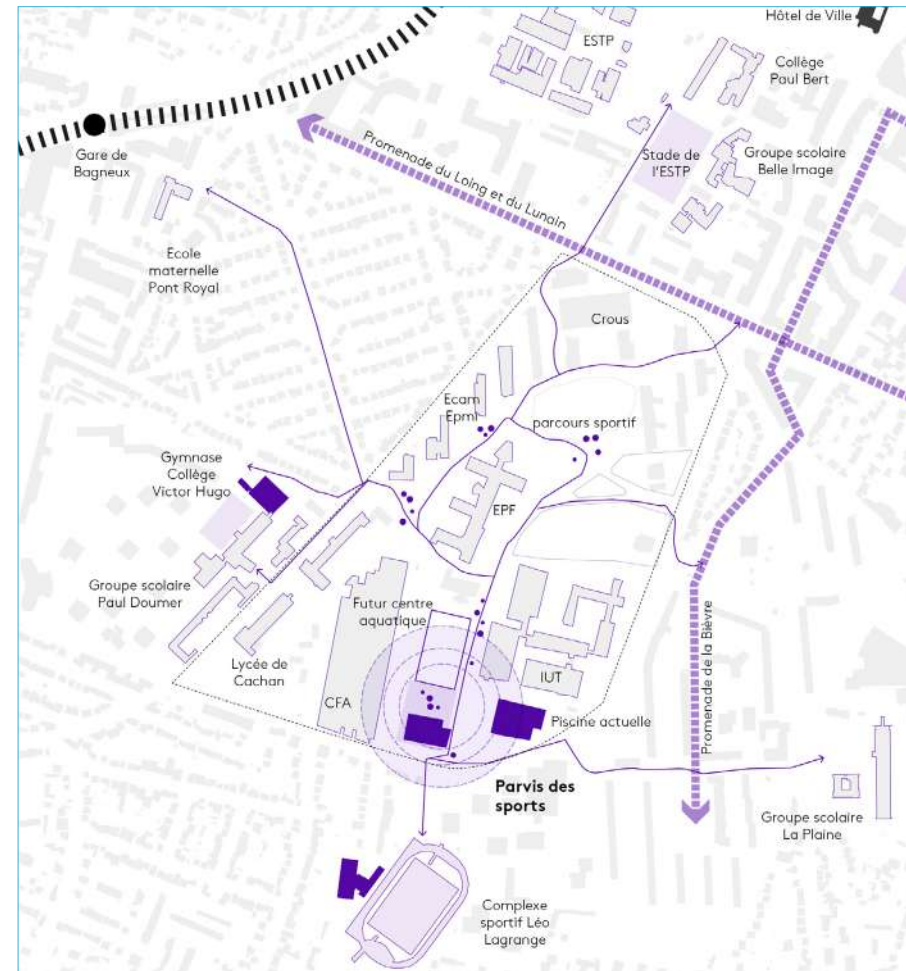 Hôtel de Ville
ESTP
Collège
Paul Bert
Gare de
Bagneux
Promenade du Loing et du Lunain
Stade de
l'ESTP
Groupe scolaire
Belle Image
Ecole
maternelle
Pont Royal
Crous
Ecam
Epmi
parcours sportif
Gymnase
Collège
Victor Hugo
EPF
Groupe scolaire
Paul Doumer
Futur centre
aquatique
Promenade de la Bièvre
Lycée de
Cachan
CFA
IUT
Piscine actuelle
Parvis des
sports
Groupe scolaire
La Plaine
Complexe
sportif Léo
Lagrange